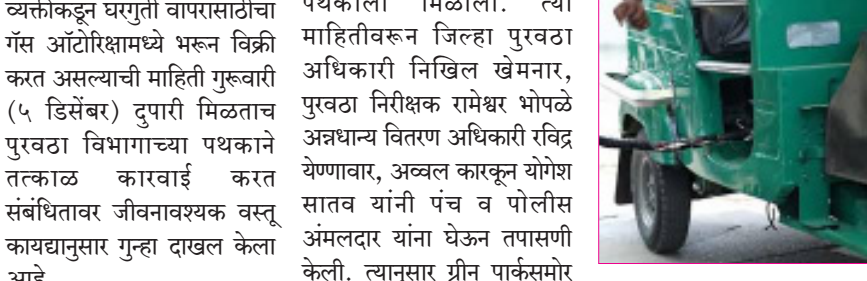 व्यक्तीकडून घरगुती वापरासाठीचा
गॅस ऑटोरिक्षामध्ये भरून विक्री
करत असल्याची माहिती गुरूवारी
(५ डिसेंबर) दुपारी मिळताच
पुरवठा विभागाच्या पथकाने
तत्काळ कारवाई करत
संबंधितावर जीवनावश्यक वस्तू
कायद्यानुसार गुन्हा दाखल केला
आहे
पथकाला मिळाली. त्या
माहितीवरून जिल्हा पुरवठा
अधिकारी निखिल खेमनार,
पुरवठा निरीक्षक रामेश्वर भोपळे
अन्नधान्य वितरण अधिकारी रविद्र
येण्णावार, अव्वल कारकून योगेश
सातव यांनी पंच व पोलीस
अंमलदार यांना घेऊन तपासणी
केली. त्यानुसार ग्रीन पार्कसमोर